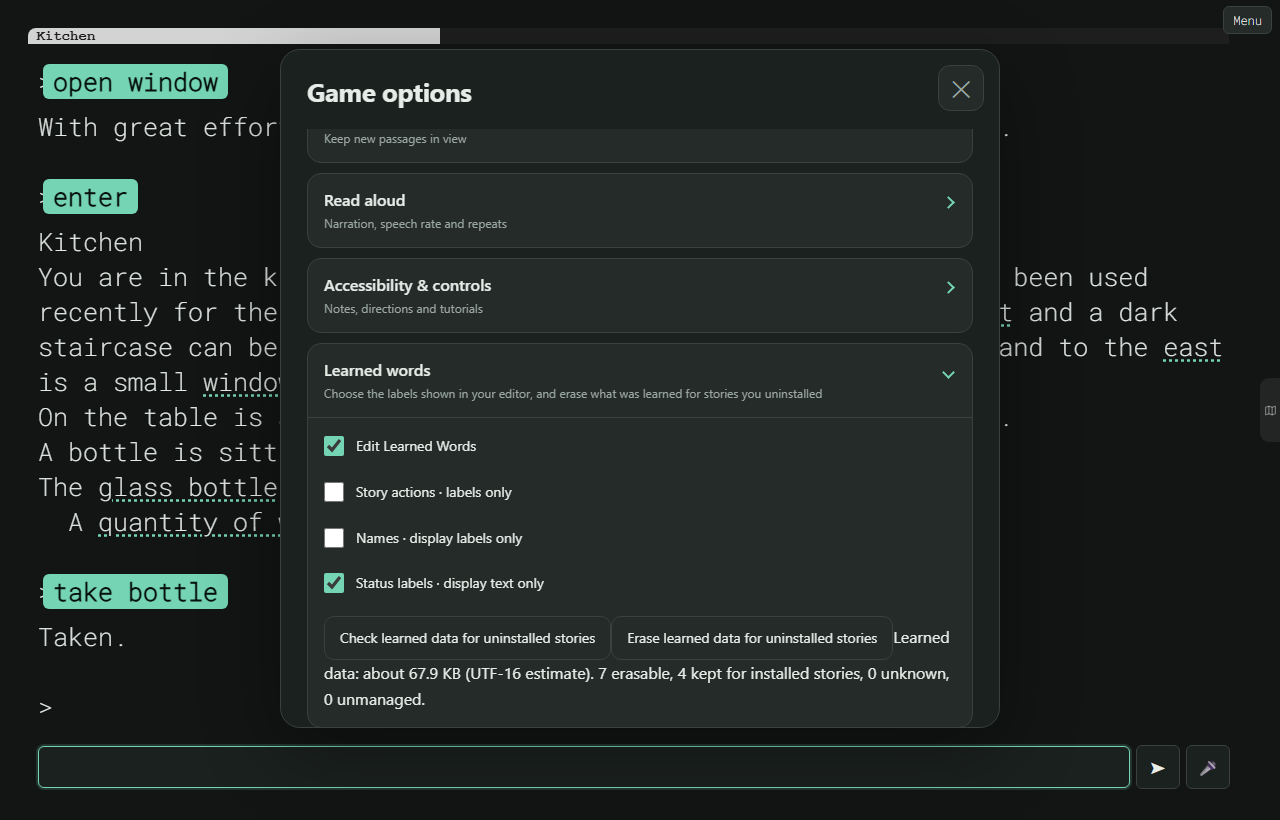 Menu
Kitchen
> open window
With great effor
.
> enter
Kitchen
You are in the k
been used
recently for the
t and a dark
staircase can be
and to the east
is a small window
On the table is
.
A bottle is sitt
The glass bottle
A quantity of
> take bottle
Taken.
>
Game options
Keep new passages in view
Read aloud
Narration, speech rate and repeats
Accessibility & controls
Notes, directions and tutorials
Learned words
Choose the labels shown in your editor, and erase what was learned for stories you uninstalled
Edit Learned Words
Story actions · labels only
Names · display labels only
Status labels · display text only
Check learned data for uninstalled stories
Erase learned data for uninstalled stories
Learned
data: about 67.9 KB (UTF-16 estimate). 7 erasable, 4 kept for installed stories, 0 unknown,
0 unmanaged.